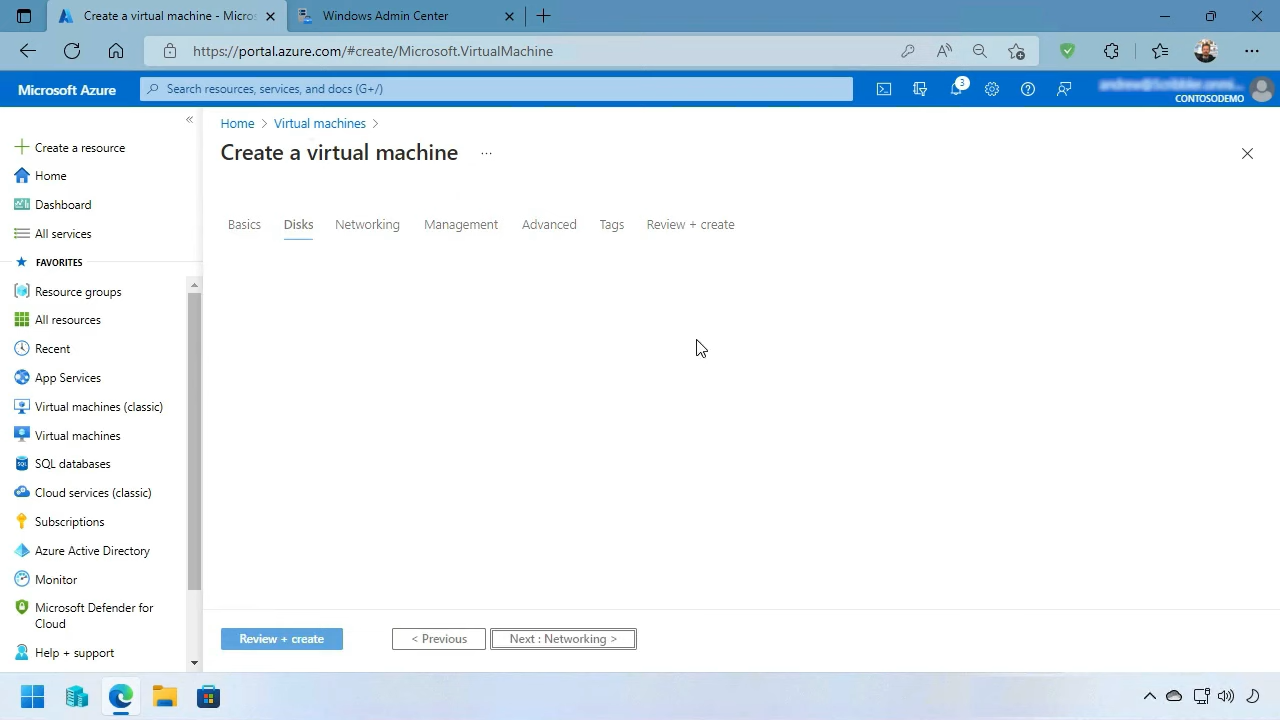 Create a virtual machine - Micros
Windows Admin Center
https://portal.azure.com/#create/Microsoft.VirtualMachine
Microsoft Azure
Search resources, services, and docs (G+/)
3
CONTOSODEMO
Create a resource
Home
Dashboard
All services
FAVORITES
Resource groups
All resources
Recent
App Services
Virtual machines (classic)
Virtual machines
SQL databases
Cloud services (classic)
Subscriptions
Azure Active Directory
Monitor
Microsoft Defender for
Cloud
Help + support
Home > Virtual machines >
Create a virtual machine ...
Basics Disks Networking Management Advanced Tags Review + create
Review + create < Previous Next : Networking >